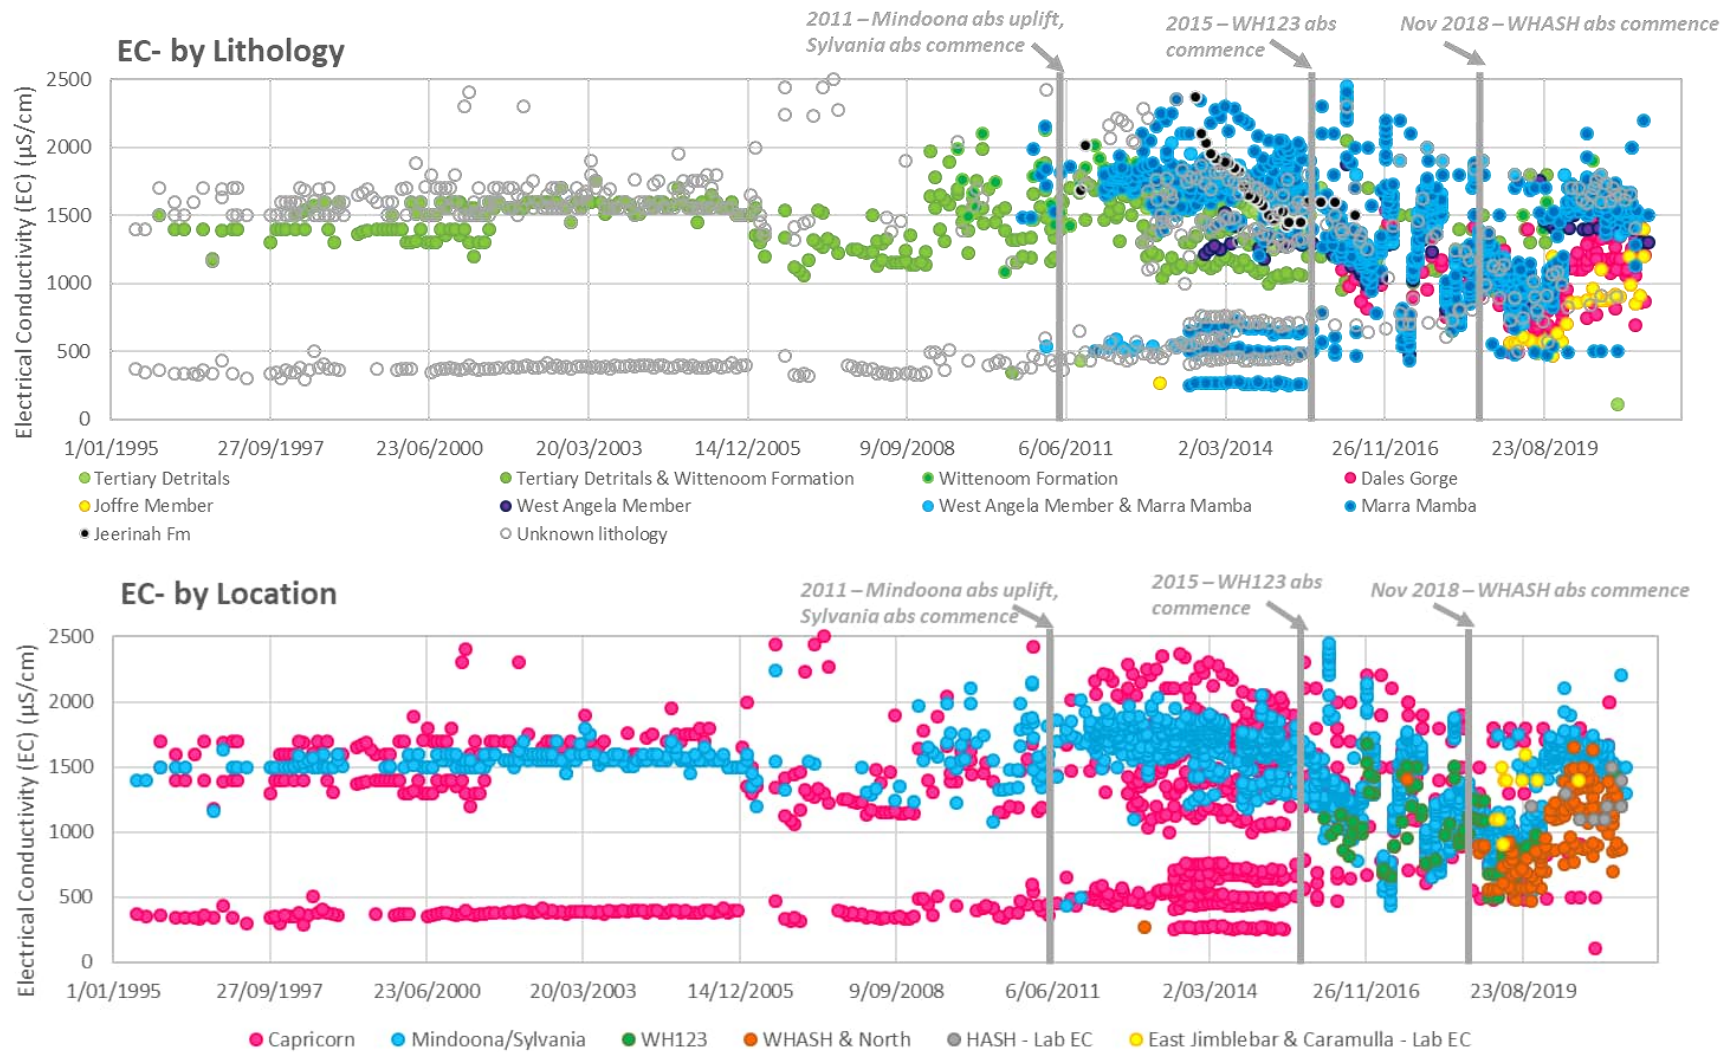 2011 – Mindoona abs uplift,
Sylvania abs commence
2015 – WH123 abs
commence
Nov 2018 – WHASH abs commence
EC- by Lithology
Electrical Conductivity (EC) (µS/cm)
2500
2000
1500
1000
500
0
1/01/1995 27/09/1997 23/06/2000 20/03/2003 14/12/2005 9/09/2008 6/06/2011 2/03/2014 26/11/2016 23/08/2019
Tertiary Detritals Tertiary Detritals & Wittenoom Formation Wittenoom Formation Dales Gorge
Joffre Member West Angela Member West Angela Member & Marra Mamba Marra Mamba
Jeerinah Fm Unknown lithology
2011 – Mindoona abs uplift,
Sylvania abs commence
2015 – WH123 abs
commence
Nov 2018 – WHASH abs commence
EC- by Location
Electrical Conductivity (EC) (µS/cm)
2500
2000
1500
1000
500
0
1/01/1995 27/09/1997 23/06/2000 20/03/2003 14/12/2005 9/09/2008 6/06/2011 2/03/2014 26/11/2016 23/08/2019
Capricorn Mindoona/Sylvania WH123 WHASH & North HASH - Lab EC East Jimblebar & Caramulla - Lab EC